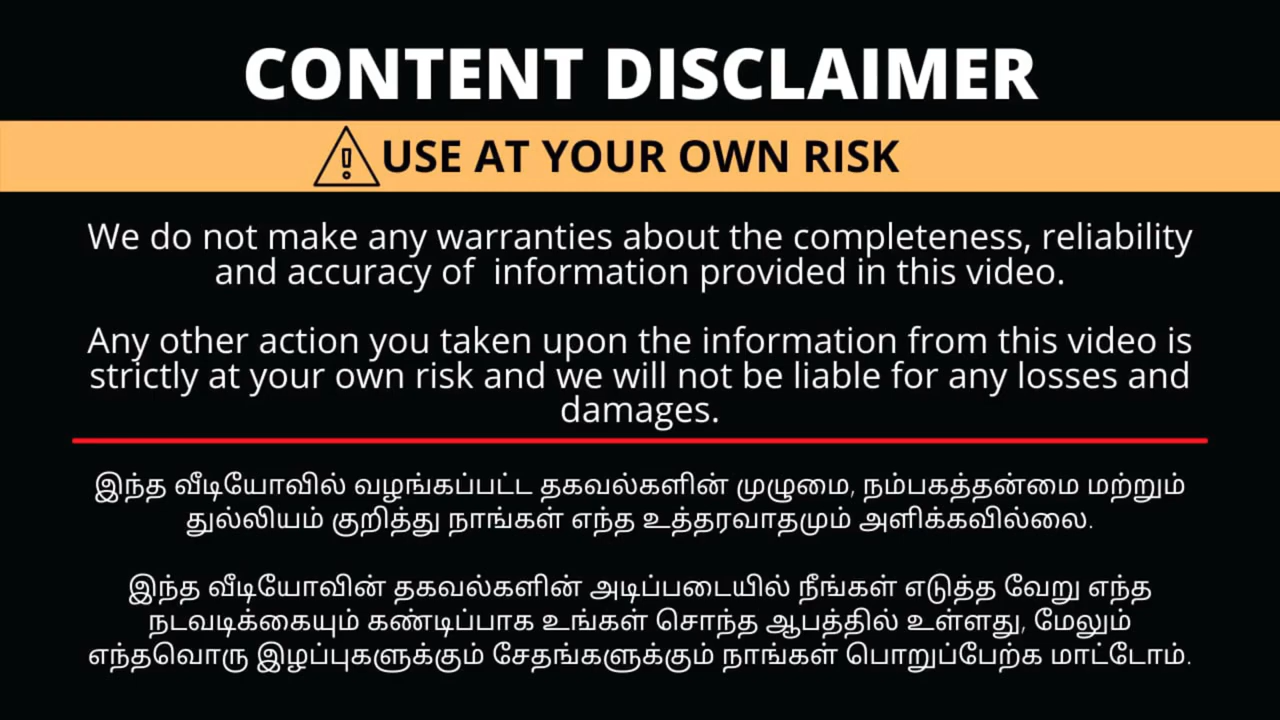 CONTENT DISCLAIMER
USE AT YOUR OWN RISK
We do not make any warranties about the completeness, reliability
and accuracy of information provided in this video.
Any other action you taken upon the information from this video is
strictly at your own risk and we will not be liable for any losses and
damages.
இந்த வீடியோவில் வழங்கப்பட்ட தகவல்களின் முழுமை, நம்பகத்தன்மை மற்றும்
துல்லியம் குறித்து நாங்கள் எந்த உத்தரவாதமும் அளிக்கவில்லை.
இந்த வீடியோவின் தகவல்களின் அடிப்படையில் நீங்கள் எடுத்த வேறு எந்த
நடவடிக்கையும் கண்டிப்பாக உங்கள் சொந்த ஆபத்தில் உள்ளது, மேலும்
எந்தவொரு இழப்புகளுக்கும் சேதங்களுக்கும் நாங்கள் பொறுப்பேற்க மாட்டோம்.